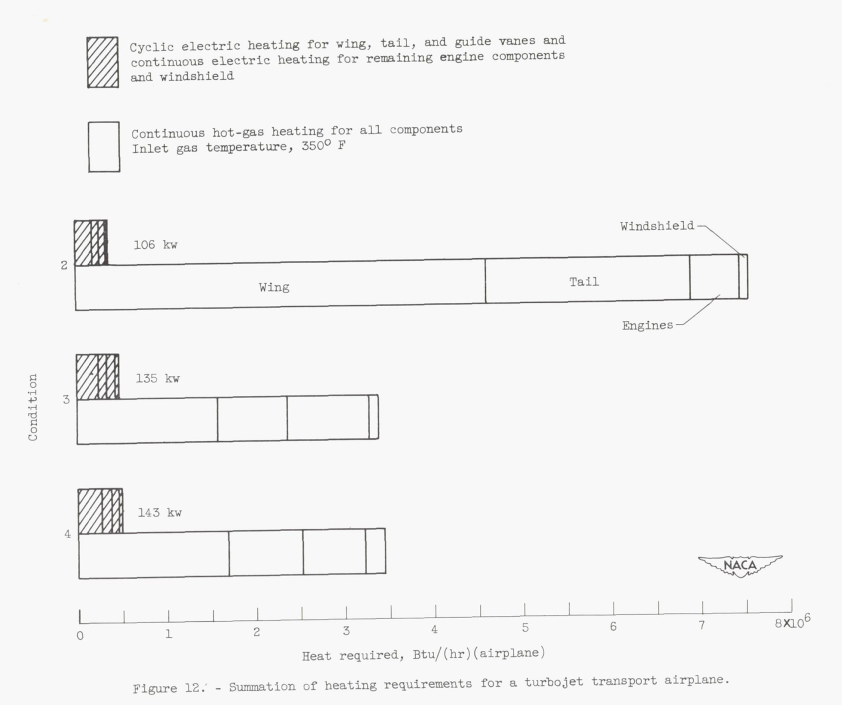 Cyclic electric heating for wing, tail, and guide vanes and
continuous electric heating for remaining engine components
and windshield
Continuous hot-gas heating for all components
Inlet gas temperature, 350° F
Windshield
106 kw
2
Wing
Tail
Engines
135 kw
3
Condition
143 kw
4
NACA
0 1 2 3 4 5 6 7 8x10⁶
Heat required, Btu/(hr)(airplane)
Figure 12. - Summation of heating requirements for a turbojet transport airplane.